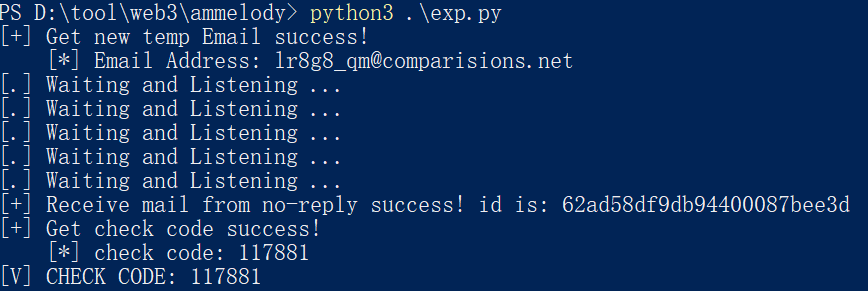 PS D:\tool\web3\ammelody> python3 .\exp.py
[+] Get new temp Email success!
    [*] Email Address: lr8g8_qm@comparisions.net
[.] Waiting and Listening ...
[.] Waiting and Listening ...
[.] Waiting and Listening ...
[.] Waiting and Listening ...
[.] Waiting and Listening ...
[+] Receive mail from no-reply success! id is: 62ad58df9db94400087bee3d
[+] Get check code success!
    [*] check code: 117881
[V] CHECK CODE: 117881